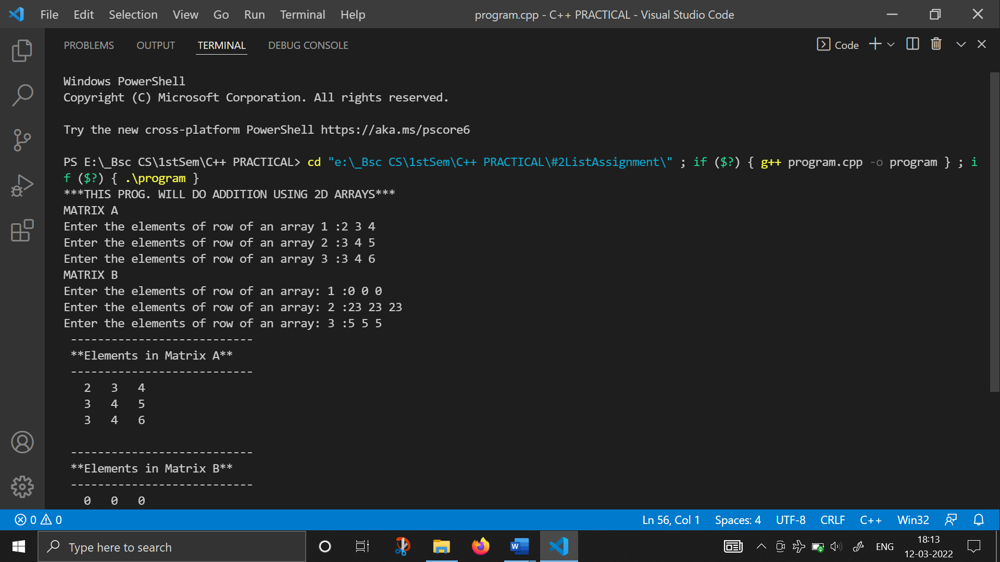 File Edit Selection View Go Run Terminal Help program.cpp - C++ PRACTICAL - Visual Studio Code
PROBLEMS OUTPUT TERMINAL DEBUG CONSOLE Code
Windows PowerShell
Copyright (C) Microsoft Corporation. All rights reserved.
Try the new cross-platform PowerShell https://aka.ms/pscore6
PS E:\_Bsc CS\1stSem\C++ PRACTICAL> cd "e:\_Bsc CS\1stSem\C++ PRACTICAL\#2ListAssignment\" ; if ($?) { g++ program.cpp -o program } ; i
f ($?) { .\program }
***THIS PROG. WILL DO ADDITION USING 2D ARRAYS***
MATRIX A
Enter the elements of row of an array 1 :2 3 4
Enter the elements of row of an array 2 :3 4 5
Enter the elements of row of an array 3 :3 4 6
MATRIX B
Enter the elements of row of an array: 1 :0 0 0
Enter the elements of row of an array: 2 :23 23 23
Enter the elements of row of an array: 3 :5 5 5
---------------------------
**Elements in Matrix A**
---------------------------
2 3 4
3 4 5
3 4 6
---------------------------
**Elements in Matrix B**
---------------------------
0 0 0
0 0 Ln 56, Col 1 Spaces: 4 UTF-8 CRLF C++ Win32
Type here to search W ENG 18:13
12-03-2022